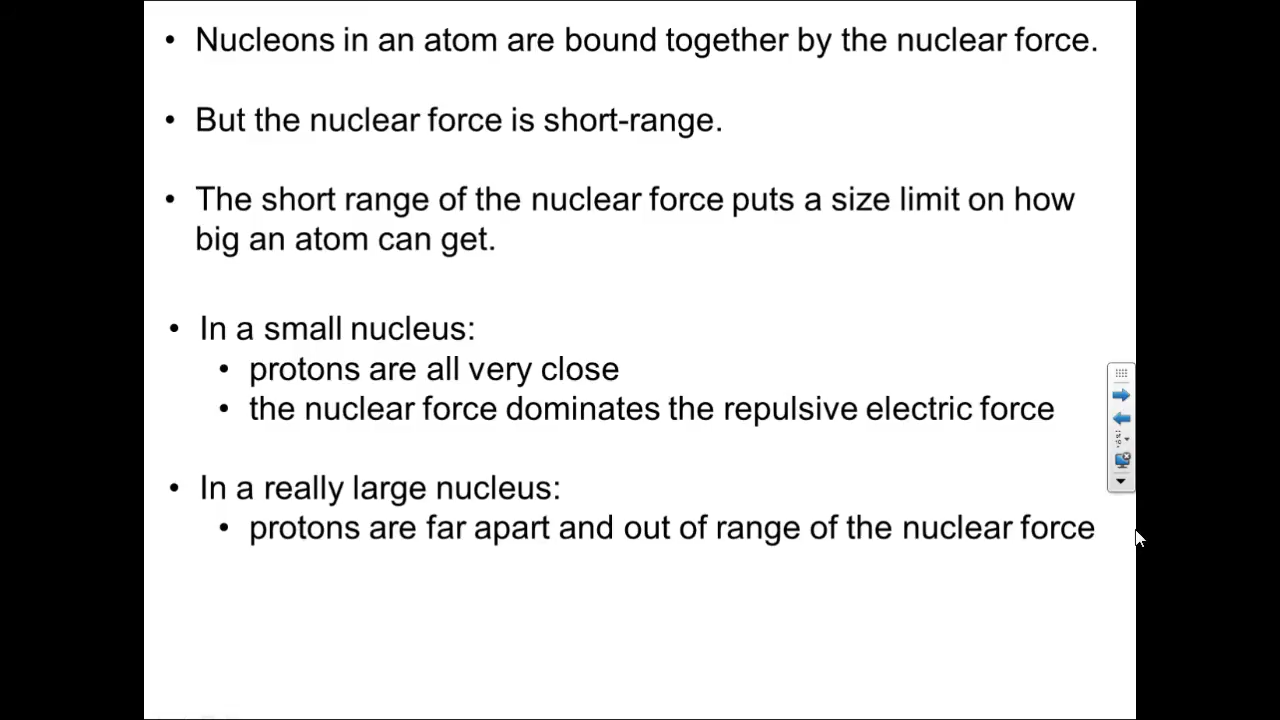 • Nucleons in an atom are bound together by the nuclear force.
• But the nuclear force is short-range.
• The short range of the nuclear force puts a size limit on how
big an atom can get.
• In a small nucleus:
• protons are all very close
• the nuclear force dominates the repulsive electric force
• In a really large nucleus:
• protons are far apart and out of range of the nuclear force